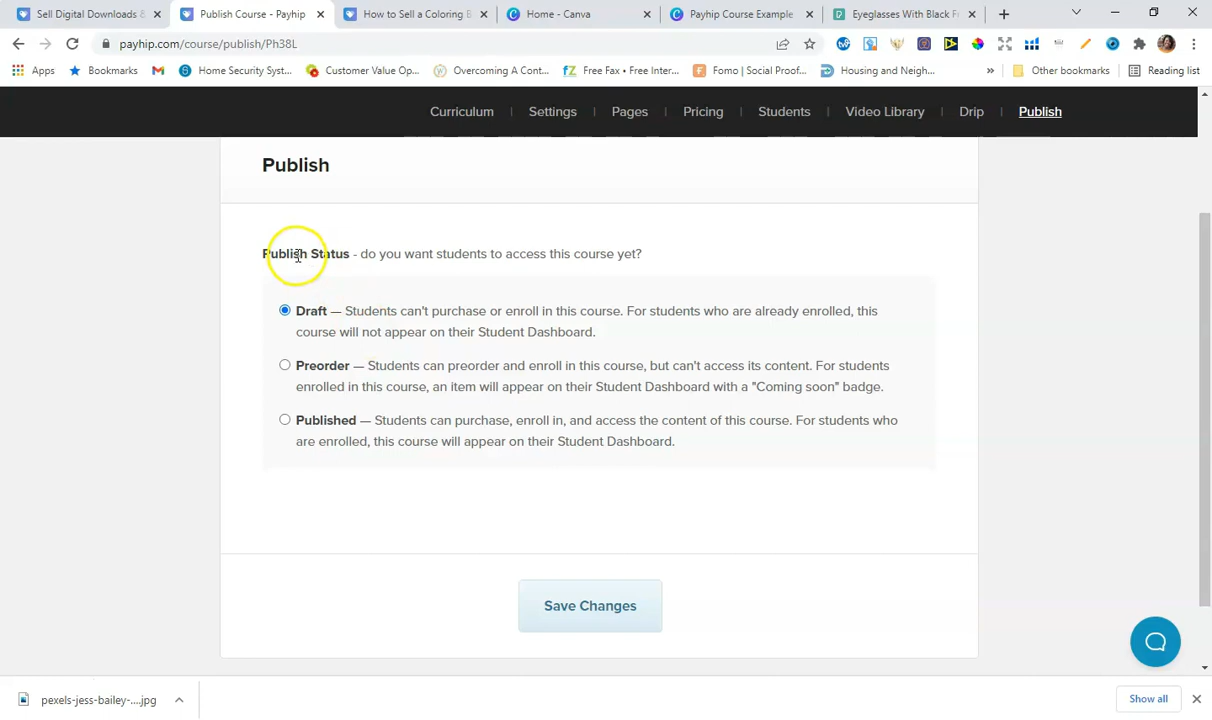 Sell Digital Downloads &
Publish Course - Payhip
How to Sell a Coloring B
Home - Canva
Payhip Course Example
Eyeglasses With Black Fr
payhip.com/course/publish/Ph38L
Apps
Bookmarks
Home Security Syst...
Customer Value Op...
Overcoming A Cont...
Free Fax • Free Inter...
Fomo | Social Proof...
Housing and Neigh...
»
Other bookmarks
Reading list
Curriculum | Settings | Pages | Pricing | Students | Video Library | Drip | Publish
Publish
Publish Status - do you want students to access this course yet?
Draft — Students can't purchase or enroll in this course. For students who are already enrolled, this
course will not appear on their Student Dashboard.
Preorder — Students can preorder and enroll in this course, but can't access its content. For students
enrolled in this course, an item will appear on their Student Dashboard with a "Coming soon" badge.
Published — Students can purchase, enroll in, and access the content of this course. For students who
are enrolled, this course will appear on their Student Dashboard.
Save Changes
pexels-jess-bailey-....jpg
Show all